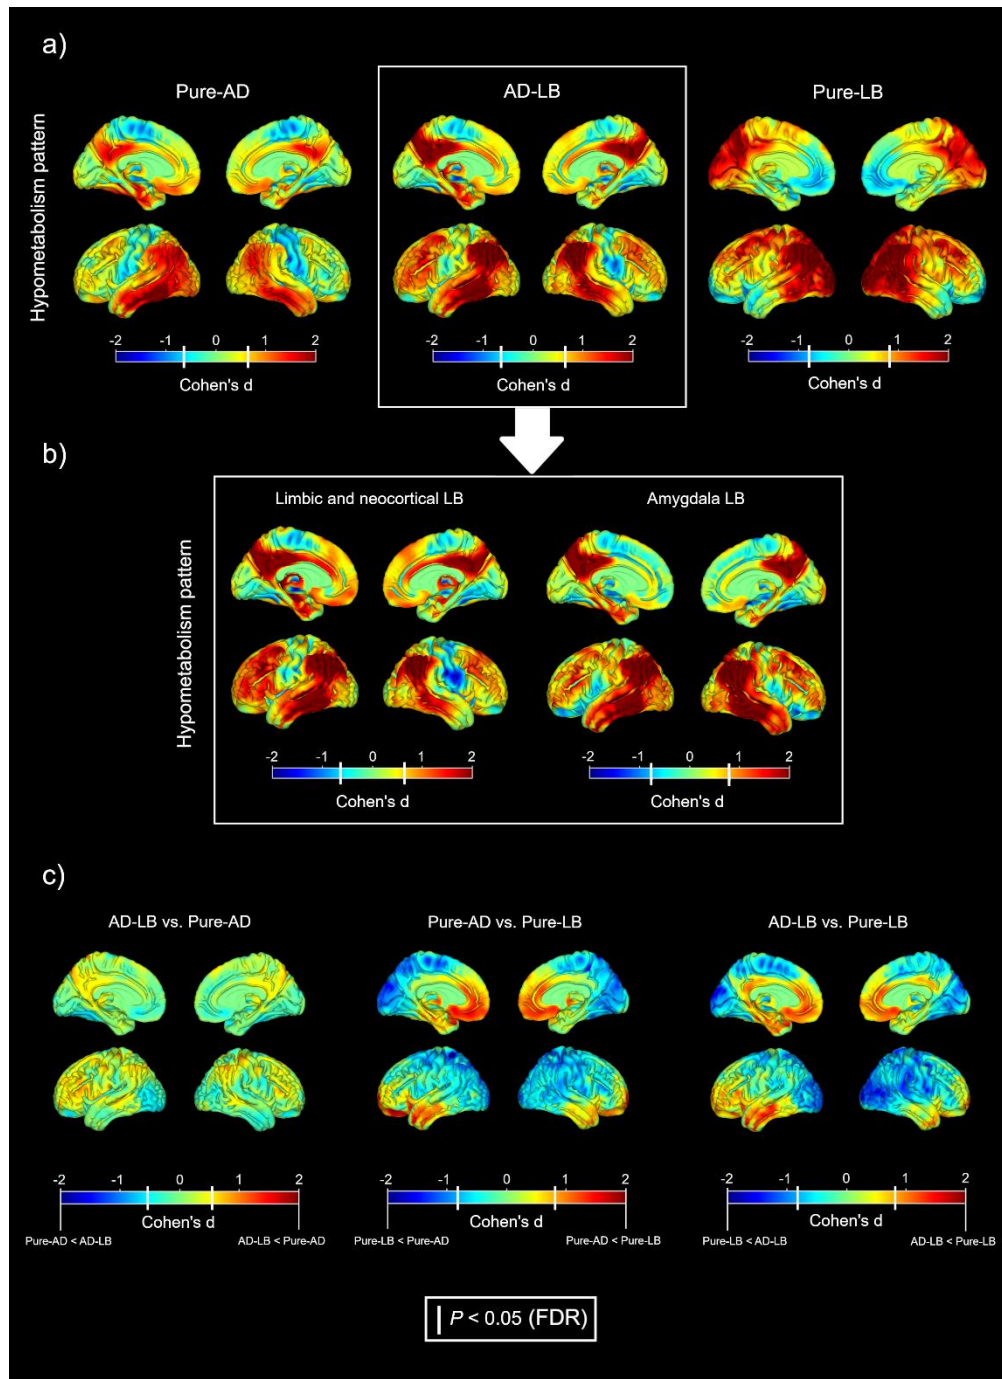 a)
Pure-AD
AD-LB
Pure-LB
Hypometabolism pattern
-2 -1 0 1 2
Cohen's d
-2 -1 0 1 2
Cohen's d
-2 -1 0 1 2
Cohen's d
b)
Limbic and neocortical LB
Amygdala LB
Hypometabolism pattern
-2 -1 0 1 2
Cohen's d
-2 -1 0 1 2
Cohen's d
c)
AD-LB vs. Pure-AD
Pure-AD vs. Pure-LB
AD-LB vs. Pure-LB
-2 -1 0 1 2
Cohen's d
Pure-AD < AD-LB
AD-LB < Pure-AD
-2 -1 0 1 2
Cohen's d
Pure-LB < Pure-AD
Pure-AD < Pure-LB
-2 -1 0 1 2
Cohen's d
Pure-LB < AD-LB
AD-LB < Pure-LB
P < 0.05 (FDR)